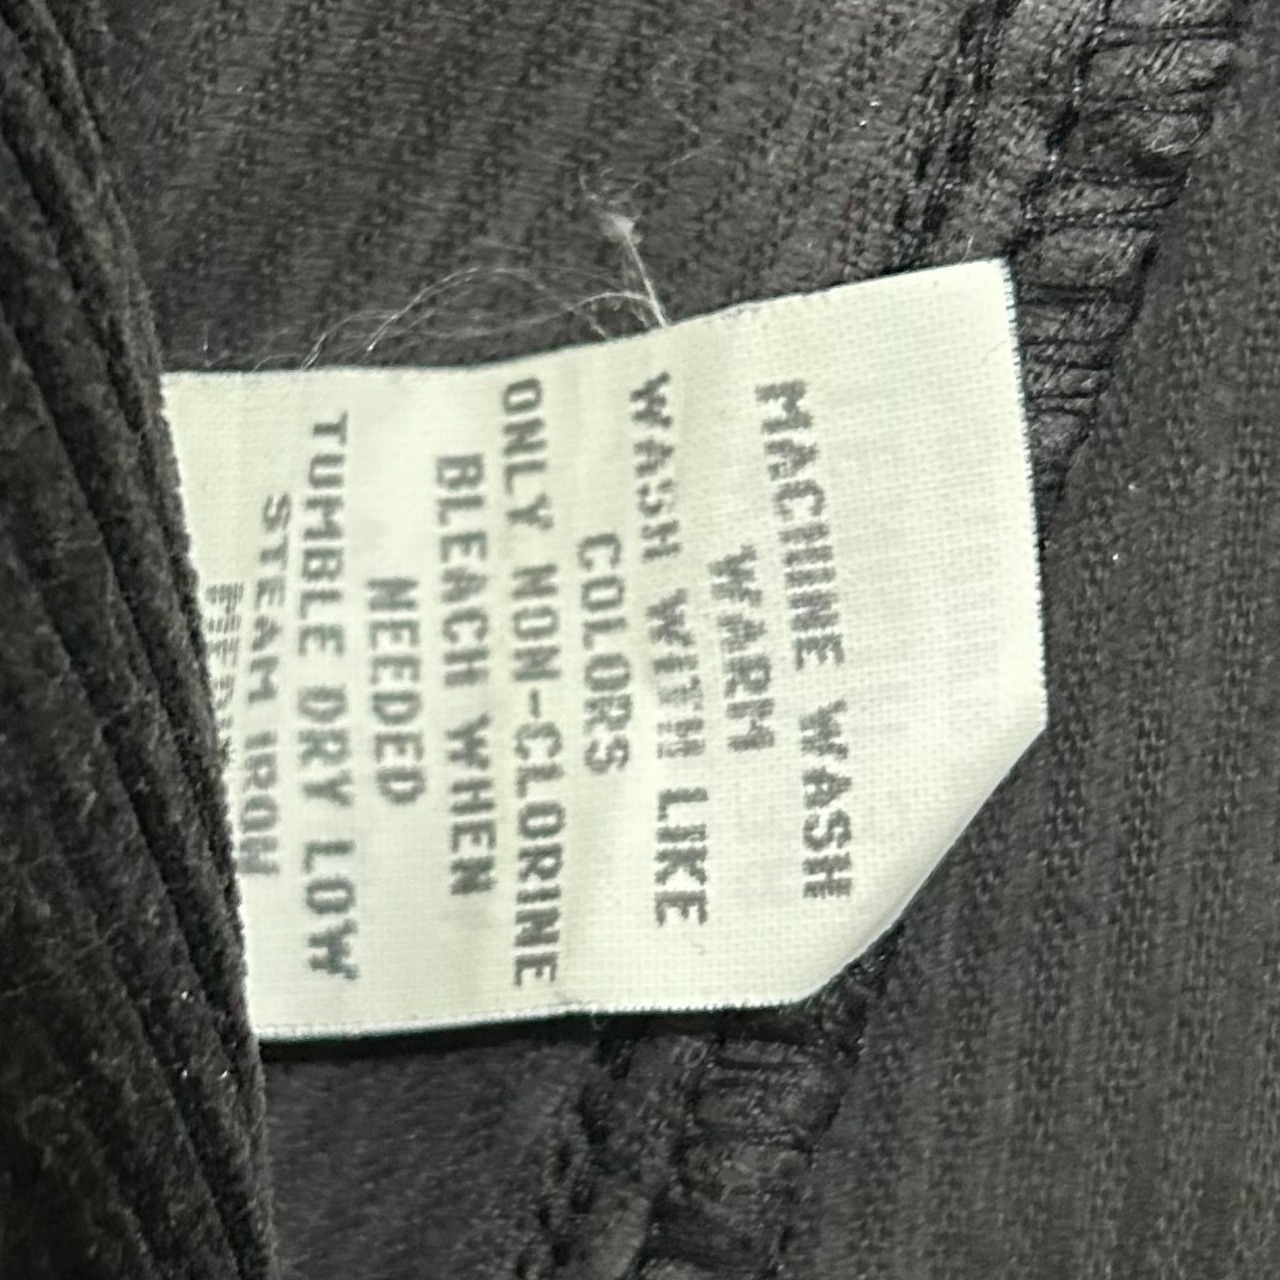 MACHINE WASH
WARM
WASH WITH LIKE
COLORS
ONLY NON-CLORINE
BLEACH WHEN
NEEDED
TUMBLE DRY LOW
STEAM IRON